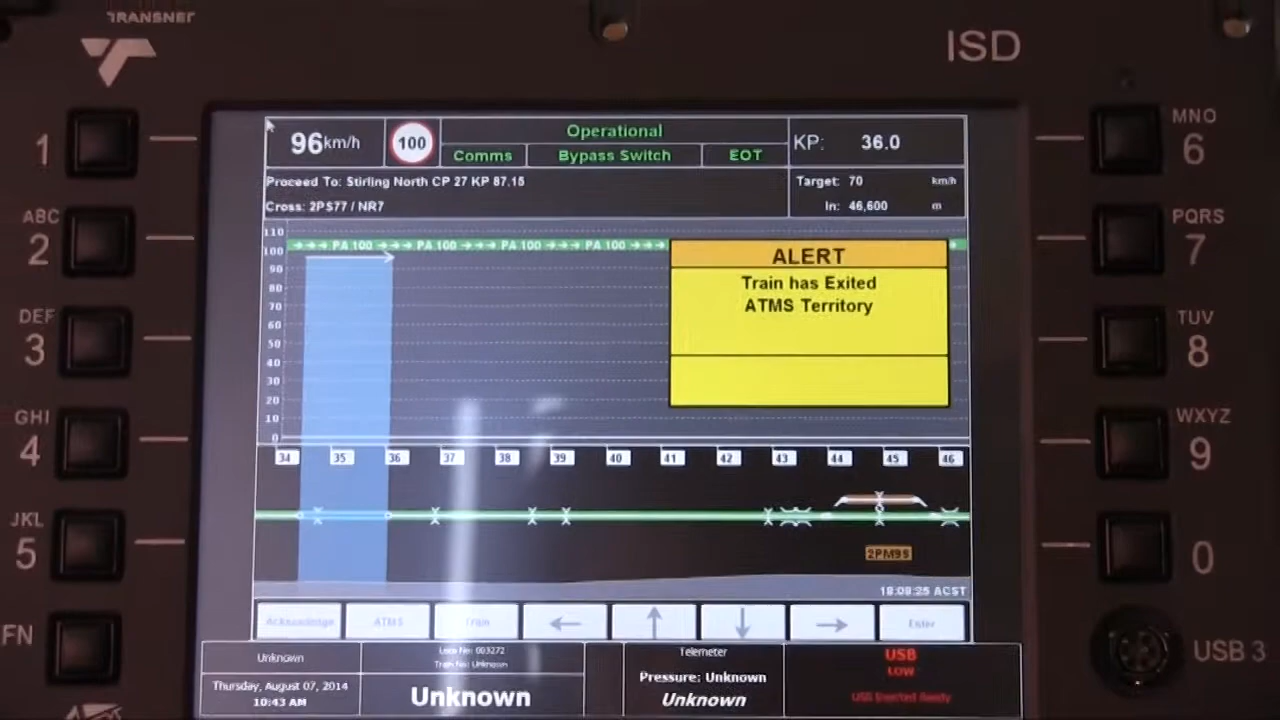 TRANSNET
ISD
1
ABC
2
DEF
3
GHI
4
JKL
5
FN
MNO
6
PQRS
7
TUV
8
WXYZ
9
0
USB 3
96 km/h
100
Operational
Comms
Bypass Switch
EOT
KP: 36.0
Proceed To: Stirling North CP 27 KP 87.15
Cross: 2PS77 / NR7
Target: 70 km/h
In: 46,600 m
110
100
90
80
70
60
50
40
30
20
10
0
PA 100 PA 100 PA 100 PA 100
ALERT
Train has Exited
ATMS Territory
34 35 36 37 38 39 40 41 42 43 44 45 46
2PM9S
18:08:25 ACST
Acknowledge ATMS Train Enter
Unknown
Thursday, August 07, 2014
10:43 AM
Loco No: 003272
Train No: Unknown
Unknown
Telemeter
Pressure: Unknown
Unknown
USB
LOW
USB Ready